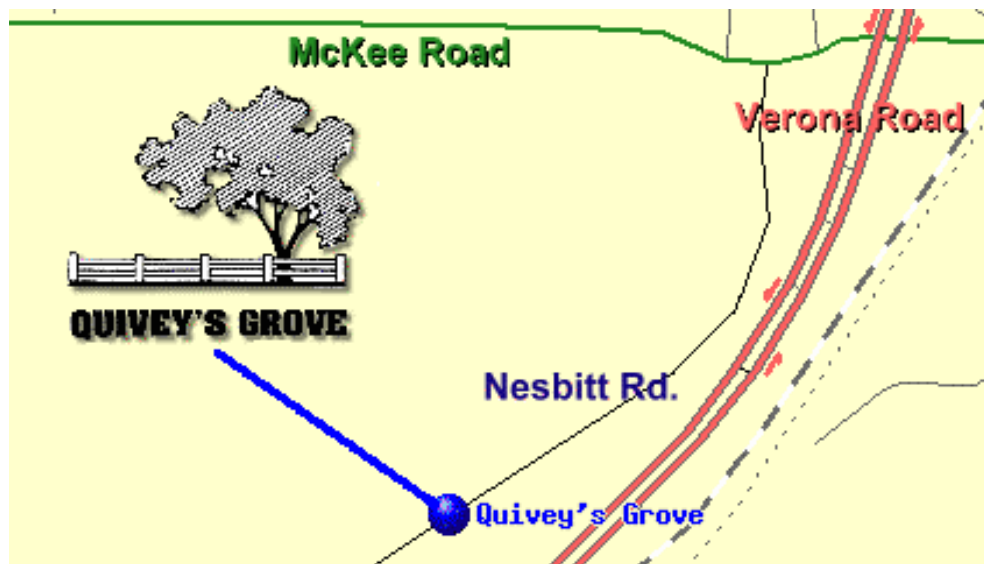 McKee Road
Verona Road
QUIVEY'S GROVE
Nesbitt Rd.
Quivey's Grove